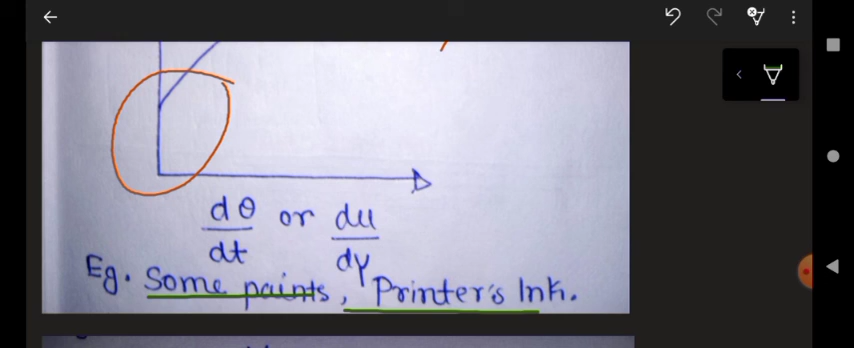 dθ/dt or du/dy
Eg. Some paints, Printer's Ink.